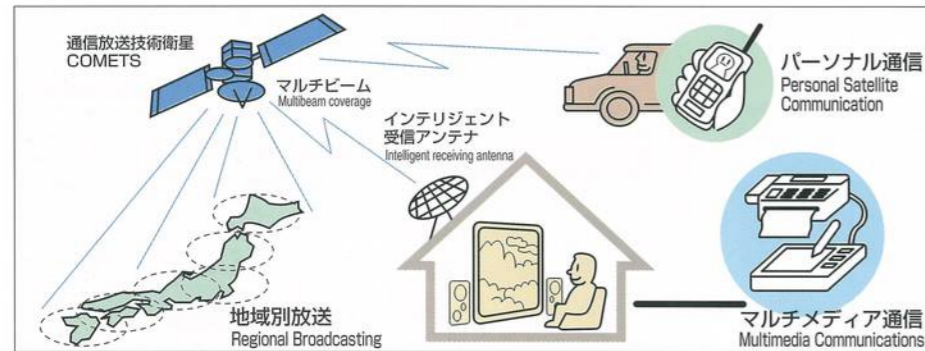 通信放送技術衛星
COMETS
マルチビーム
Multibeam coverage
インテリジェント
受信アンテナ
Intelligent receiving antenna
パーソナル通信
Personal Satellite
Communication
地域別放送
Regional Broadcasting
マルチメディア通信
Multimedia Communications